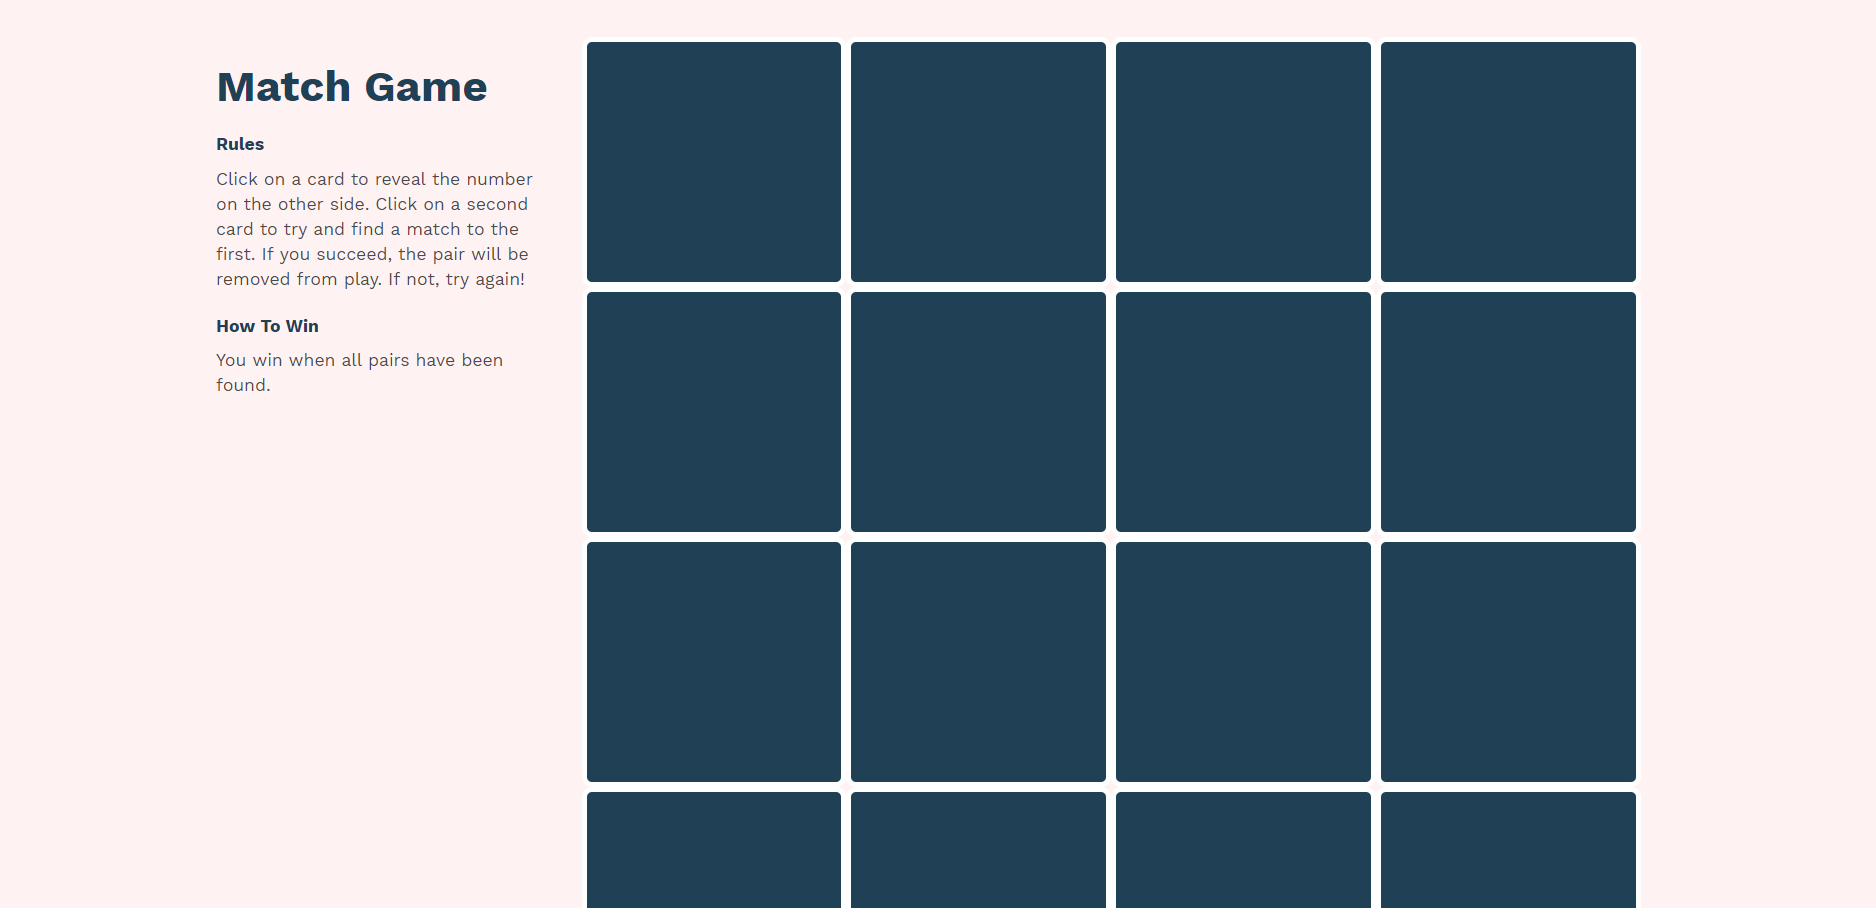 Match Game
Rules
Click on a card to reveal the number
on the other side. Click on a second
card to try and find a match to the
first. If you succeed, the pair will be
removed from play. If not, try again!
How To Win
You win when all pairs have been
found.